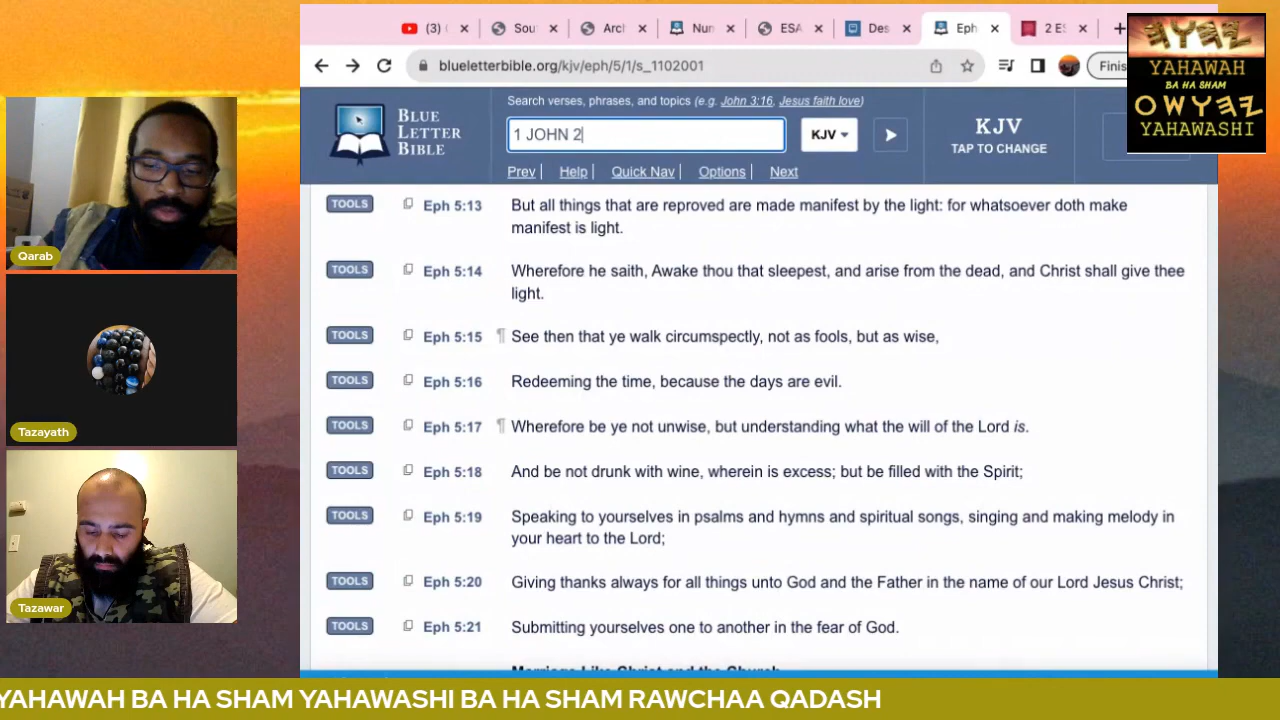 (3)
Sou
Arcl
Nun
ESA
Des
Eph
2 E
blueletterbible.org/kjv/eph/5/1/s_1102001
Finis
YAHAWAH
BA HA SHAM
YAHAWASHI
BLUE
LETTER
BIBLE
Search verses, phrases, and topics (e.g. John 3:16, Jesus faith love)
1 JOHN 2
KJV
KJV
TAP TO CHANGE
Prev Help Quick Nav Options Next
TOOLS Eph 5:13 But all things that are reproved are made manifest by the light: for whatsoever doth make
manifest is light.
TOOLS Eph 5:14 Wherefore he saith, Awake thou that sleepest, and arise from the dead, and Christ shall give thee
light.
TOOLS Eph 5:15 ¶ See then that ye walk circumspectly, not as fools, but as wise,
TOOLS Eph 5:16 Redeeming the time, because the days are evil.
TOOLS Eph 5:17 ¶ Wherefore be ye not unwise, but understanding what the will of the Lord is.
TOOLS Eph 5:18 And be not drunk with wine, wherein is excess; but be filled with the Spirit;
TOOLS Eph 5:19 Speaking to yourselves in psalms and hymns and spiritual songs, singing and making melody in
your heart to the Lord;
TOOLS Eph 5:20 Giving thanks always for all things unto God and the Father in the name of our Lord Jesus Christ;
TOOLS Eph 5:21 Submitting yourselves one to another in the fear of God.
Marriage Like Christ and the Church
Qarab
Tazayath
Tazawar
YAHAWAH BA HA SHAM YAHAWASHI BA HA SHAM RAWCHAA QADASH